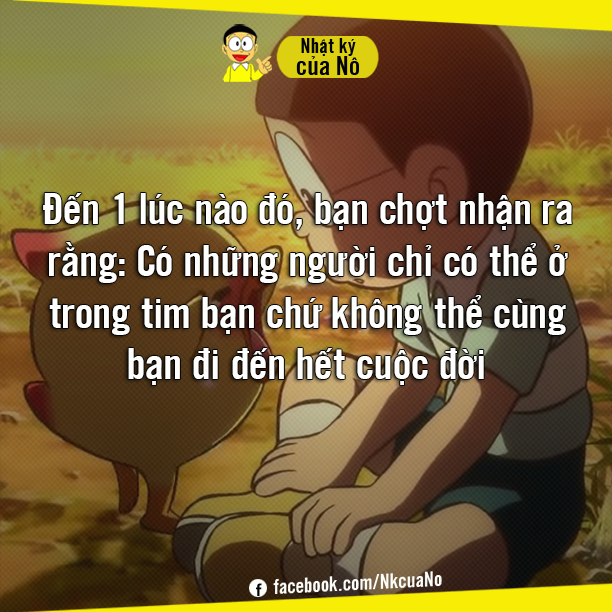 Nhật ký
của Nô
Đến 1 lúc nào đó, bạn chợt nhận ra
rằng: Có những người chỉ có thể ở
trong tim bạn chứ không thể cùng
bạn đi đến hết cuộc đời
facebook.com/NkcuaNo